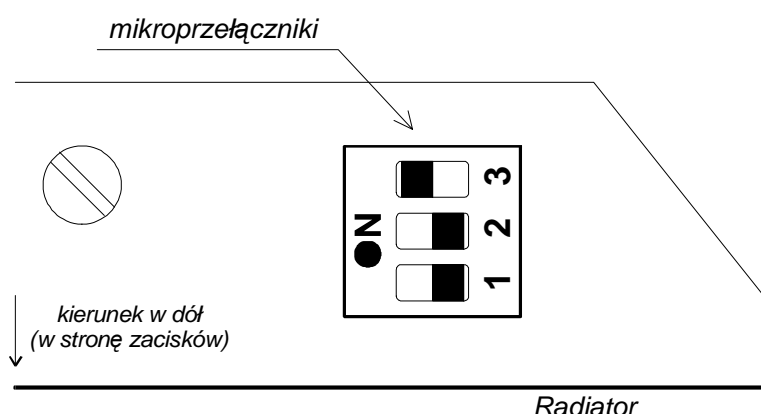 mikroprzełączniki
3
2
1
ON
kierunek w dół
(w stronę zacisków)
Radiator